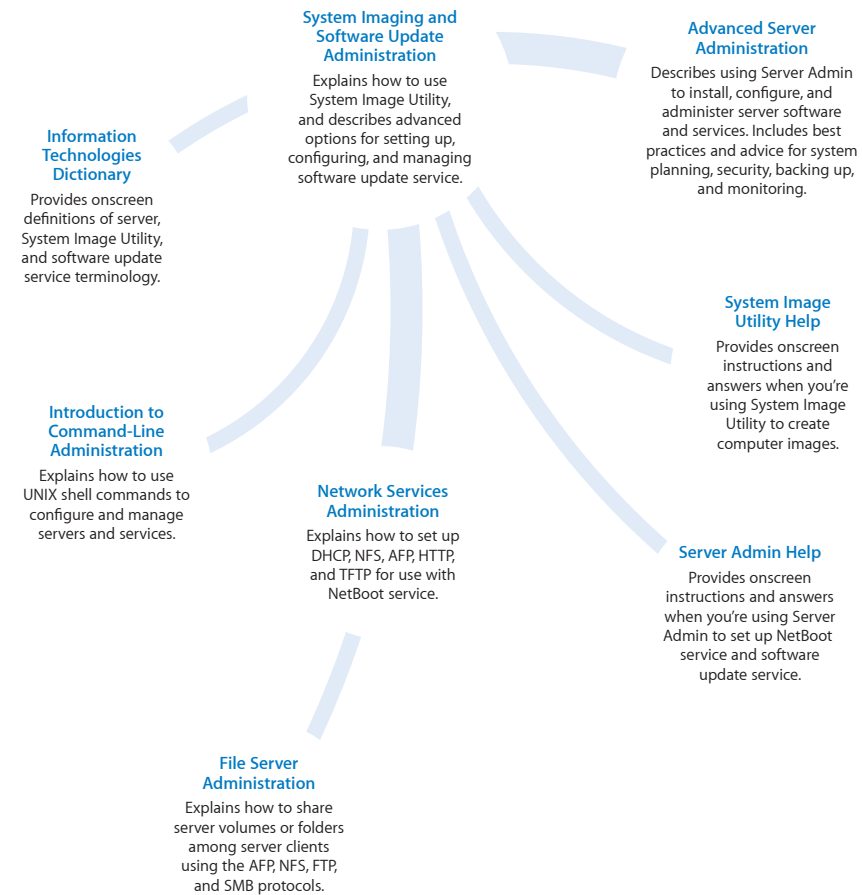 System Imaging and
Software Update
Administration
Explains how to use
System Image Utility,
and describes advanced
options for setting up,
configuring, and managing
software update service.
Advanced Server
Administration
Describes using Server Admin
to install, configure, and
administer server software
and services. Includes best
practices and advice for system
planning, security, backing up,
and monitoring.
Information
Technologies
Dictionary
Provides onscreen
definitions of server,
System Image Utility,
and software update
service terminology.
System Image
Utility Help
Provides onscreen
instructions and
answers when you're
using System Image
Utility to create
computer images.
Introduction to
Command-Line
Administration
Explains how to use
UNIX shell commands to
configure and manage
servers and services.
Network Services
Administration
Explains how to set up
DHCP, NFS, AFP, HTTP,
and TFTP for use with
NetBoot service.
Server Admin Help
Provides onscreen
instructions and answers
when you're using Server
Admin to set up NetBoot
service and software
update service.
File Server
Administration
Explains how to share
server volumes or folders
among server clients
using the AFP, NFS, FTP,
and SMB protocols.